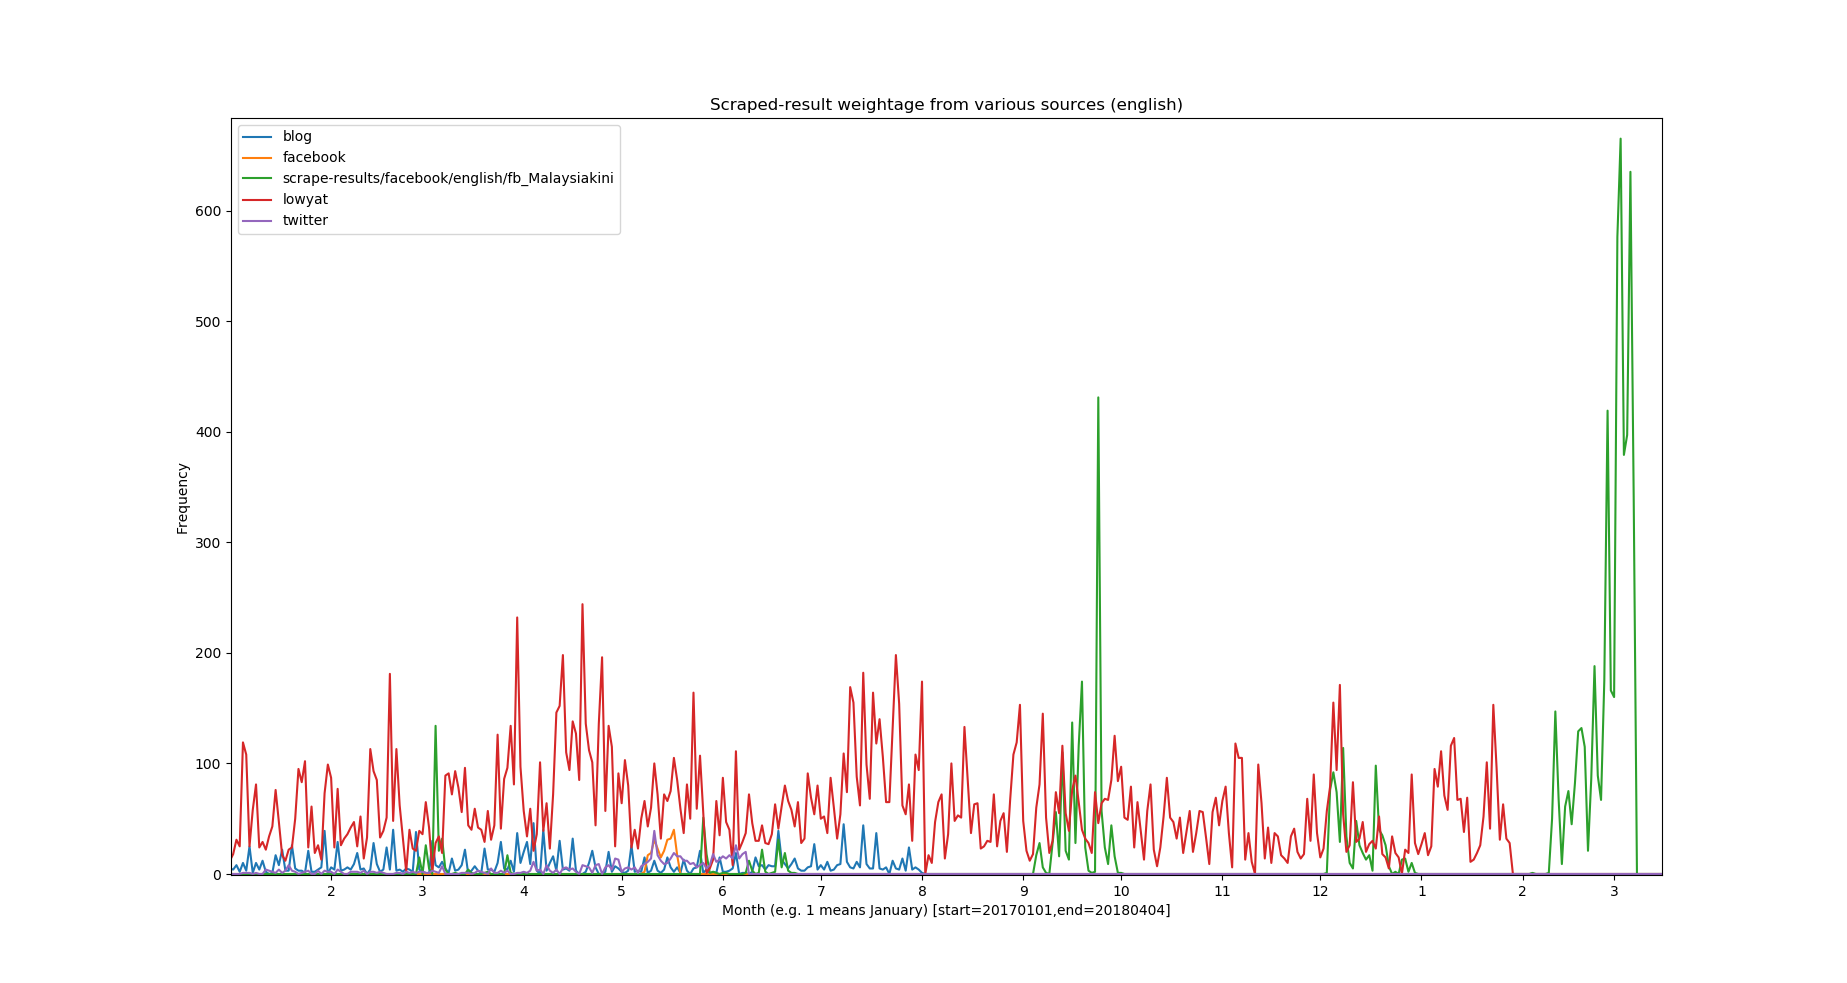 Scraped-result weightage from various sources (english)
blog
facebook
scrape-results/facebook/english/fb_Malaysiakini
lowyat
twitter
600
500
400
300
200
100
0
Frequency
2 3 4 5 6 7 8 9 10 11 12 1 2 3
Month (e.g. 1 means January) [start=20170101,end=20180404]